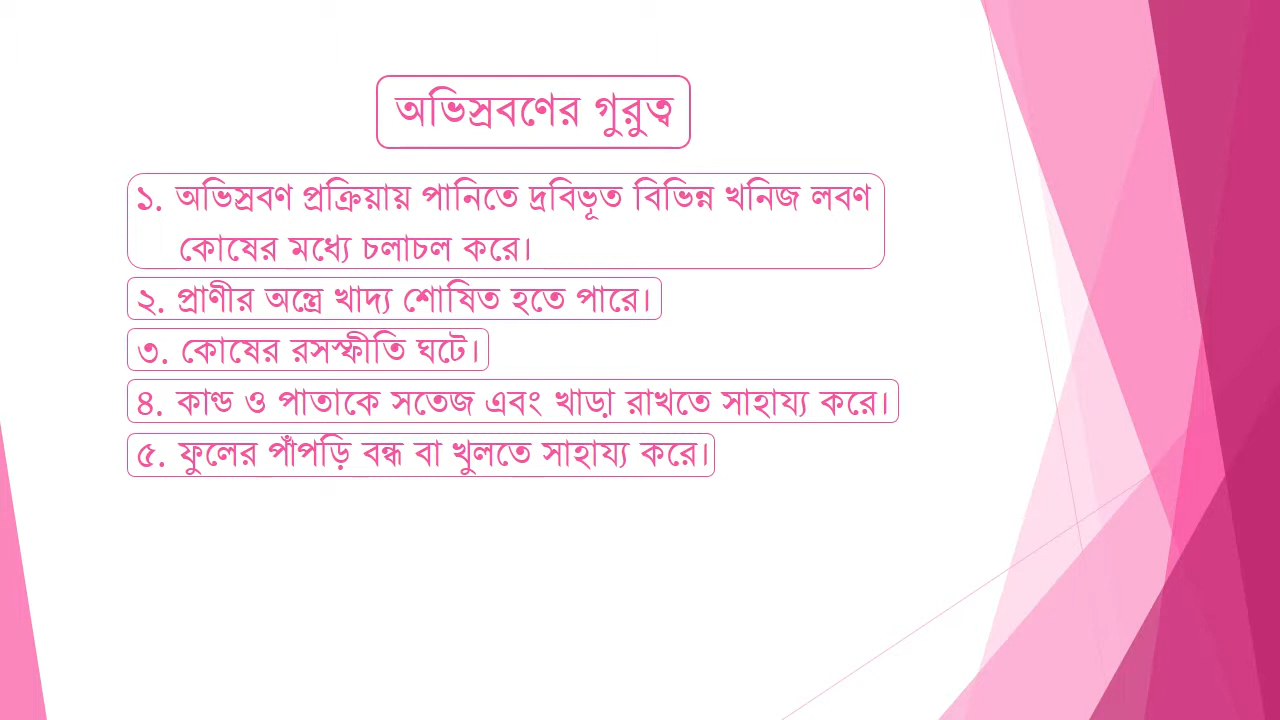 অভিস্রবণের গুরুত্ব
১. অভিস্রবণ প্রক্রিয়ায় পানিতে দ্রবিভূত বিভিন্ন খনিজ লবণ
কোষের মধ্যে চলাচল করে।
২. প্রাণীর অন্ত্রে খাদ্য শোষিত হতে পারে।
৩. কোষের রসস্ফীতি ঘটে।
৪. কান্ড ও পাতাকে সতেজ এবং খাড়া় রাখতে সাহায্য করে।
৫. ফুলের পাঁপড়ি বন্ধ বা খুলতে সাহায্য করে।